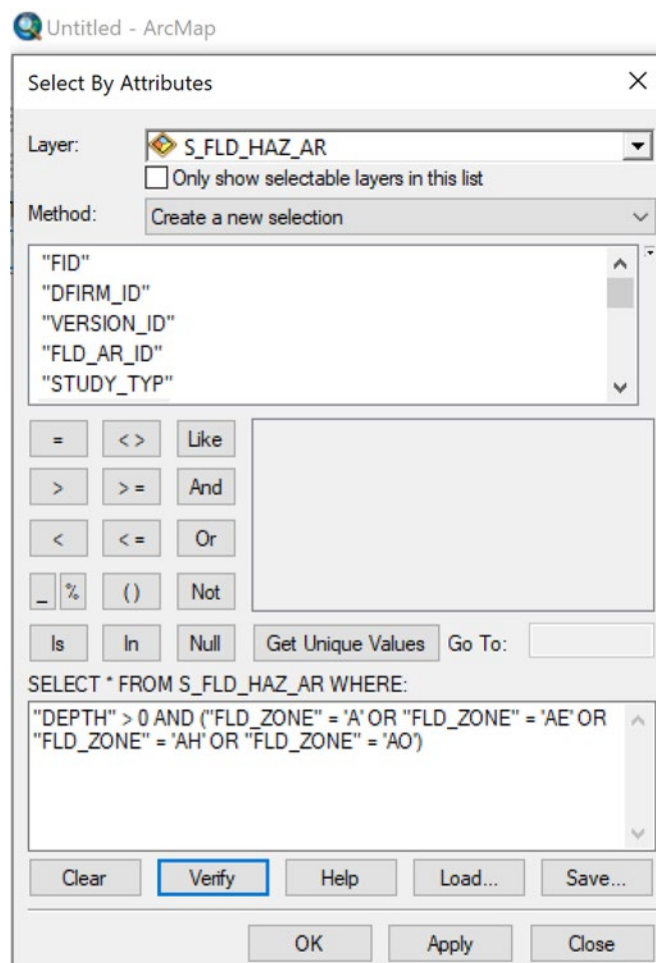 Untitled - ArcMap
Select By Attributes
Layer: S_FLD_HAZ_AR
Only show selectable layers in this list
Method: Create a new selection
"FID"
"DFIRM_ID"
"VERSION_ID"
"FLD_AR_ID"
"STUDY_TYP"
= < > Like
> > = And
< < = Or
_ % ( ) Not
Is In Null Get Unique Values Go To:
SELECT * FROM S_FLD_HAZ_AR WHERE:
"DEPTH" > 0 AND ("FLD_ZONE" = 'A' OR "FLD_ZONE" = 'AE' OR
"FLD_ZONE" = 'AH' OR "FLD_ZONE" = 'AO')
Clear Verify Help Load... Save...
OK Apply Close